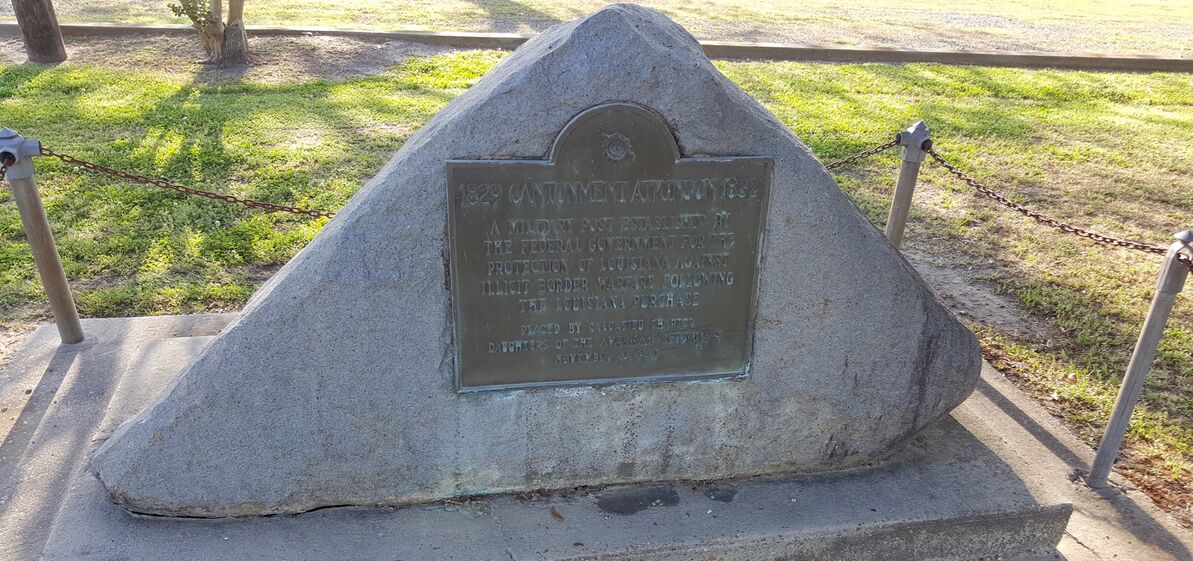 1829 CANTONMENT ATKINSON 1832
A MILITARY POST ESTABLISHED BY
THE FEDERAL GOVERNMENT FOR THE
PROTECTION OF LOUISIANA AGAINST
ILLICIT BORDER WARFARE FOLLOWING
THE LOUISIANA PURCHASE
PLACED BY CALCASIEU CHAPTER
DAUGHTERS OF THE AMERICAN REVOLUTION
NOVEMBER